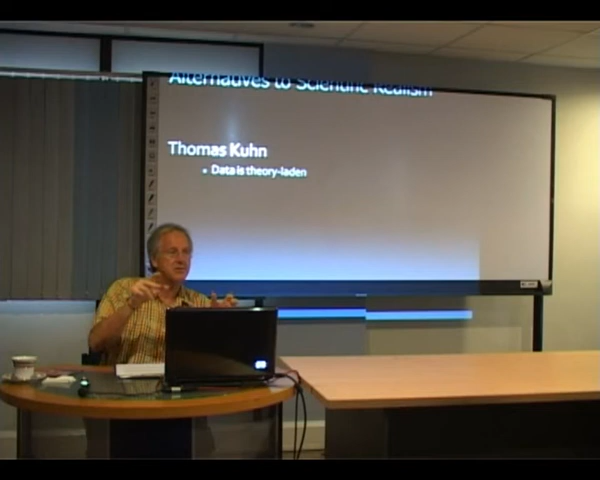 Alternatives to Scientific Realism
Thomas Kuhn
Data is theory-laden